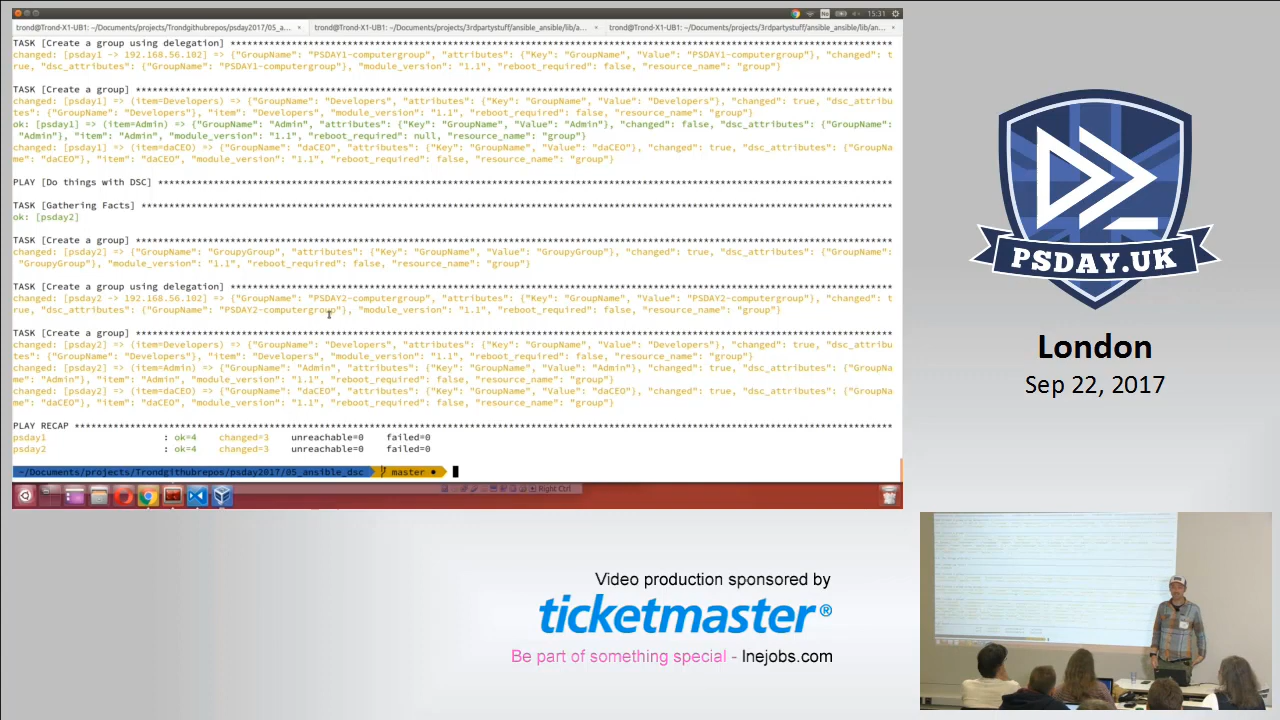 15:31
trond@Trond-X1-UB1: ~/Documents/projects/Trondgithubrepos/psday2017/05_a...
trond@Trond-X1-UB1: ~/Documents/projects/3rdpartystuff/ansible_ansible/lib/a...
trond@Trond-X1-UB1: ~/Documents/projects/3rdpartystuff/ansible_ansible/lib/an...
TASK [Create a group using delegation] ****************************************************************************************************************
changed: [psday1 -> 192.168.56.102] => {"GroupName": "PSDAY1-computergroup", "attributes": {"Key": "GroupName", "Value": "PSDAY1-computergroup"}, "changed": t
rue, "dsc_attributes": {"GroupName": "PSDAY1-computergroup"}, "module_version": "1.1", "reboot_required": false, "resource_name": "group"}
TASK [Create a group] *********************************************************************************************************************************
changed: [psday1] => (item=Developers) => {"GroupName": "Developers", "attributes": {"Key": "GroupName", "Value": "Developers"}, "changed": true, "dsc_attribu
tes": {"GroupName": "Developers"}, "item": "Developers", "module_version": "1.1", "reboot_required": false, "resource_name": "group"}
ok: [psday1] => (item=Admin) => {"GroupName": "Admin", "attributes": {"Key": "GroupName", "Value": "Admin"}, "changed": false, "dsc_attributes": {"GroupName":
"Admin"}, "item": "Admin", "module_version": "1.1", "reboot_required": null, "resource_name": "group"}
changed: [psday1] => (item=daCEO) => {"GroupName": "daCEO", "attributes": {"Key": "GroupName", "Value": "daCEO"}, "changed": true, "dsc_attributes": {"GroupNa
me": "daCEO"}, "item": "daCEO", "module_version": "1.1", "reboot_required": false, "resource_name": "group"}
PLAY [Do things with DSC] *****************************************************************************************************************************
TASK [Gathering Facts] ********************************************************************************************************************************
ok: [psday2]
TASK [Create a group] *********************************************************************************************************************************
changed: [psday2] => {"GroupName": "GroupyGroup", "attributes": {"Key": "GroupName", "Value": "GroupyGroup"}, "changed": true, "dsc_attributes": {"GroupName":
"GroupyGroup"}, "module_version": "1.1", "reboot_required": false, "resource_name": "group"}
TASK [Create a group using delegation] ****************************************************************************************************************
changed: [psday2 -> 192.168.56.102] => {"GroupName": "PSDAY2-computergroup", "attributes": {"Key": "GroupName", "Value": "PSDAY2-computergroup"}, "changed": t
rue, "dsc_attributes": {"GroupName": "PSDAY2-computergroup"}, "module_version": "1.1", "reboot_required": false, "resource_name": "group"}
TASK [Create a group] *********************************************************************************************************************************
changed: [psday2] => (item=Developers) => {"GroupName": "Developers", "attributes": {"Key": "GroupName", "Value": "Developers"}, "changed": true, "dsc_attribu
tes": {"GroupName": "Developers"}, "item": "Developers", "module_version": "1.1", "reboot_required": false, "resource_name": "group"}
changed: [psday2] => (item=Admin) => {"GroupName": "Admin", "attributes": {"Key": "GroupName", "Value": "Admin"}, "changed": true, "dsc_attributes": {"GroupNa
me": "Admin"}, "item": "Admin", "module_version": "1.1", "reboot_required": false, "resource_name": "group"}
changed: [psday2] => (item=daCEO) => {"GroupName": "daCEO", "attributes": {"Key": "GroupName", "Value": "daCEO"}, "changed": true, "dsc_attributes": {"GroupNa
me": "daCEO"}, "item": "daCEO", "module_version": "1.1", "reboot_required": false, "resource_name": "group"}
PLAY RECAP ********************************************************************************************************************************************
psday1 : ok=4 changed=3 unreachable=0 failed=0
psday2 : ok=4 changed=3 unreachable=0 failed=0
~/Documents/projects/Trondgithubrepos/psday2017/05_ansible_dsc master ●
Right Ctrl
PSDAY.UK
London
Sep 22, 2017
Video production sponsored by
ticketmaster®
Be part of something special - lnejobs.com